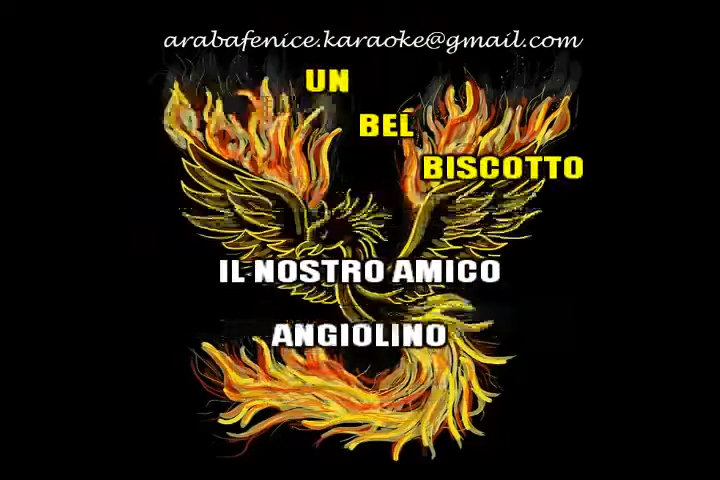 arabafenice.karaoke@gmail.com
UN
BEL
BISCOTTO
IL NOSTRO AMICO
ANGIOLINO